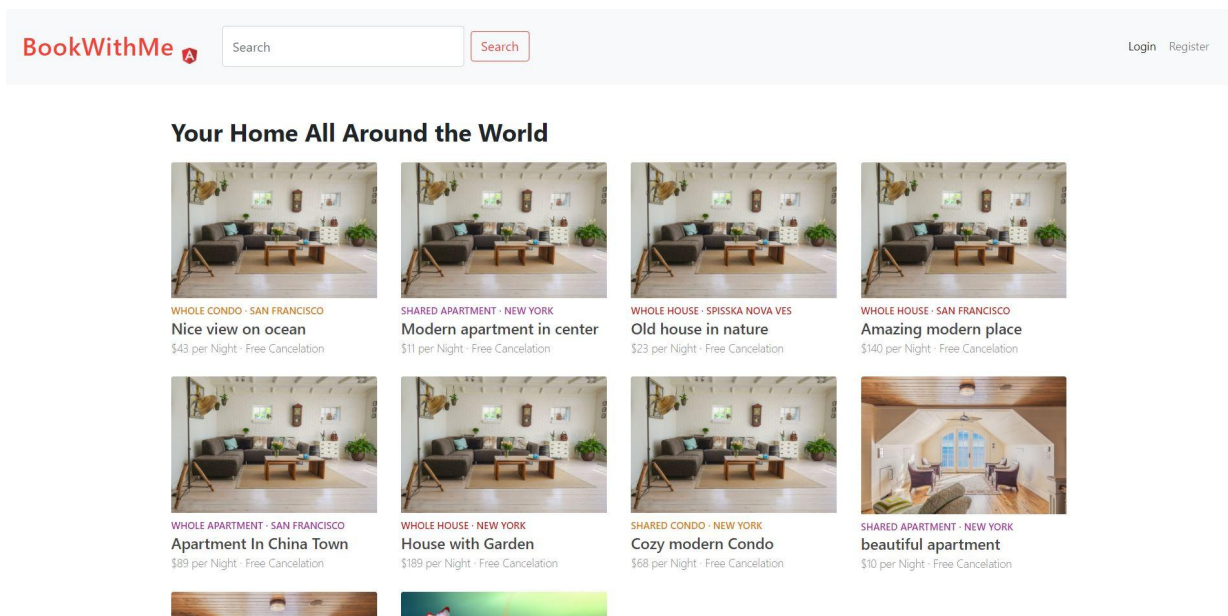 BookWithMe
Search
Search
Login
Register
Your Home All Around the World
WHOLE CONDO · SAN FRANCISCO
Nice view on ocean
$43 per Night · Free Cancelation
SHARED APARTMENT · NEW YORK
Modern apartment in center
$11 per Night · Free Cancelation
WHOLE HOUSE · SPISSKA NOVA VES
Old house in nature
$23 per Night · Free Cancelation
WHOLE HOUSE · SAN FRANCISCO
Amazing modern place
$140 per Night · Free Cancelation
WHOLE APARTMENT · SAN FRANCISCO
Apartment In China Town
$89 per Night · Free Cancelation
WHOLE HOUSE · NEW YORK
House with Garden
$189 per Night · Free Cancelation
SHARED CONDO · NEW YORK
Cozy modern Condo
$68 per Night · Free Cancelation
SHARED APARTMENT · NEW YORK
beautiful apartment
$10 per Night · Free Cancelation